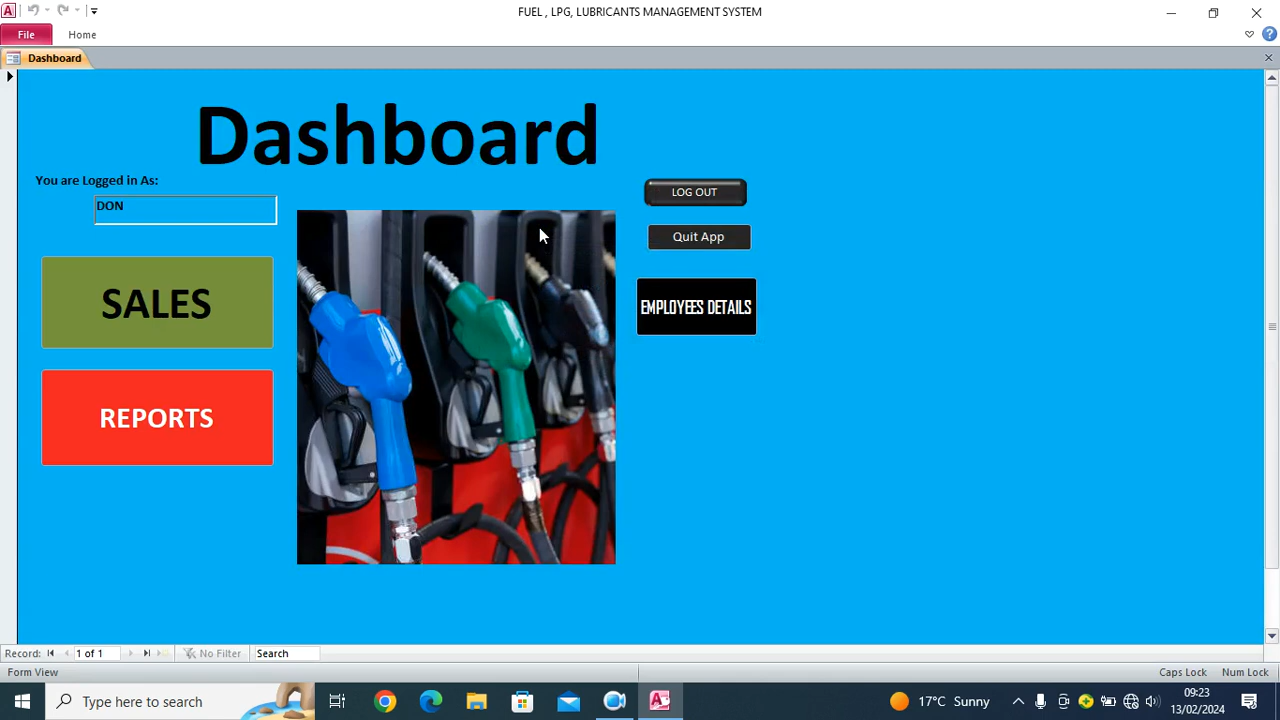 FUEL , LPG, LUBRICANTS MANAGEMENT SYSTEM
File Home
Dashboard
Dashboard
You are Logged in As:
DON
LOG OUT
Quit App
SALES
EMPLOYEES DETAILS
REPORTS
Record: 1 of 1 No Filter Search
Form View Caps Lock Num Lock
Type here to search
17°C Sunny
09:23
13/02/2024